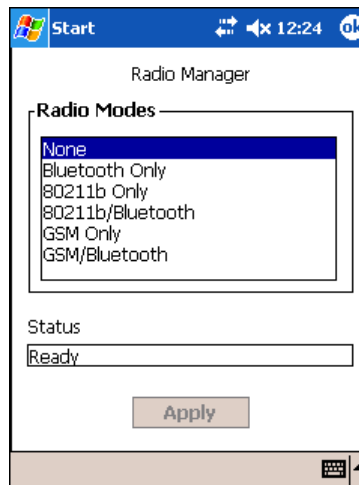 Start 12:24 ok
Radio Manager
Radio Modes
None
Bluetooth Only
80211b Only
80211b/Bluetooth
GSM Only
GSM/Bluetooth
Status
Ready
Apply